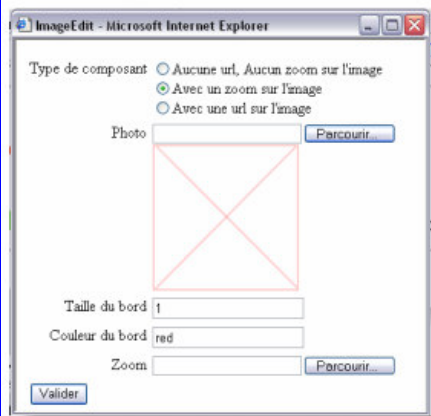 ImageEdit - Microsoft Internet Explorer
Type de composant Aucune url, Aucun zoom sur l'image
Avec un zoom sur l'image
Avec une url sur l'image
Photo Parcourir...
Taille du bord 1
Couleur du bord red
Zoom Parcourir...
Valider